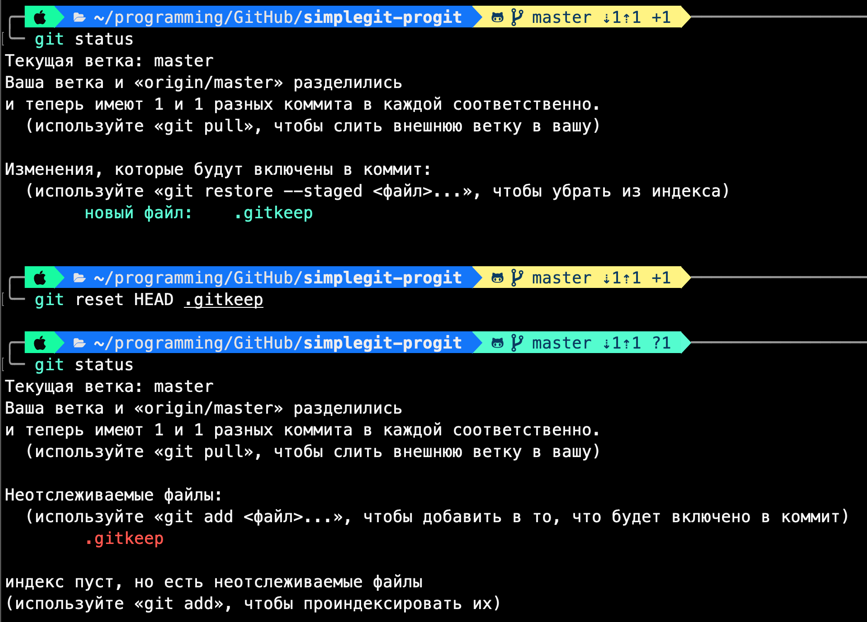 ~/programming/GitHub/simplegit-progit master ↓1↑1 +1
git status
Текущая ветка: master
Ваша ветка и «origin/master» разделились
и теперь имеют 1 и 1 разных коммита в каждой соответственно.
(используйте «git pull», чтобы слить внешнюю ветку в вашу)
Изменения, которые будут включены в коммит:
(используйте «git restore --staged <файл>...», чтобы убрать из индекса)
новый файл: .gitkeep
~/programming/GitHub/simplegit-progit master ↓1↑1 +1
git reset HEAD .gitkeep
~/programming/GitHub/simplegit-progit master ↓1↑1 ?1
git status
Текущая ветка: master
Ваша ветка и «origin/master» разделились
и теперь имеют 1 и 1 разных коммита в каждой соответственно.
(используйте «git pull», чтобы слить внешнюю ветку в вашу)
Неотслеживаемые файлы:
(используйте «git add <файл>...», чтобы добавить в то, что будет включено в коммит)
.gitkeep
индекс пуст, но есть неотслеживаемые файлы
(используйте «git add», чтобы проиндексировать их)